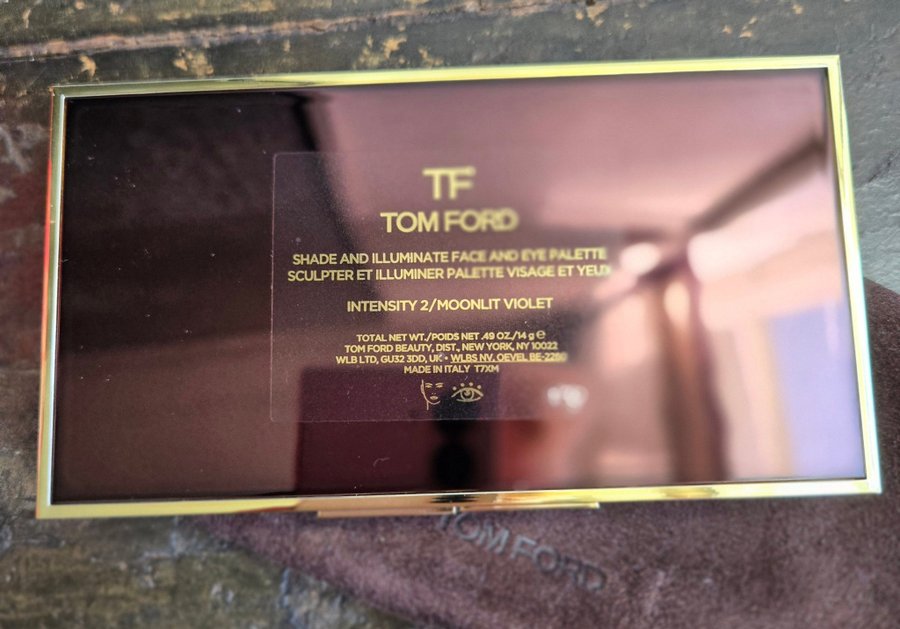 TF
TOM FORD
SHADE AND ILLUMINATE FACE AND EYE PALETTE
SCULPTER ET ILLUMINER PALETTE VISAGE ET YEUX
INTENSITY 2/MOONLIT VIOLET
TOTAL NET WT./POIDS NET .49 OZ./14 g ℮
TOM FORD BEAUTY, DIST., NEW YORK, NY 10022
WLB LTD, GU32 3DD, UK • WLBS NV. OEVEL BE-2260
MADE IN ITALY T7XM
TOM FORD